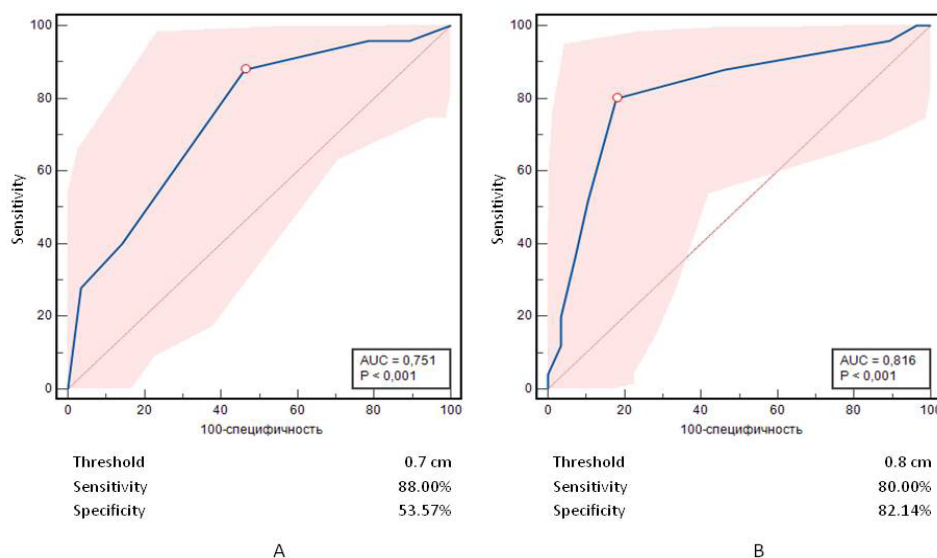 100
80
60
40
20
0
Sensitivity
AUC = 0,751
P < 0,001
0 20 40 60 80 100
100-специфичность
Threshold 0.7 cm
Sensitivity 88.00%
Specificity 53.57%
A
100
80
60
40
20
0
Sensitivity
AUC = 0,816
P < 0,001
0 20 40 60 80 100
100-специфичность
Threshold 0.8 cm
Sensitivity 80.00%
Specificity 82.14%
B